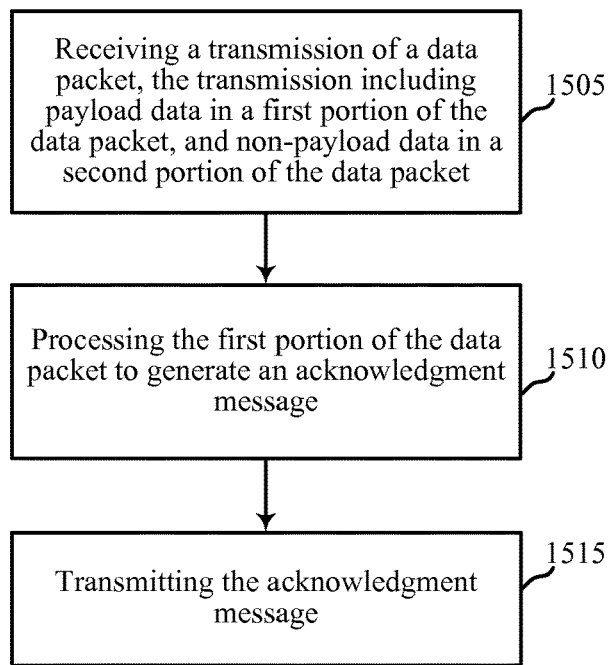 Receiving a transmission of a data
packet, the transmission including
payload data in a first portion of the
data packet, and non-payload data in a
second portion of the data packet
1505
Processing the first portion of the data
packet to generate an acknowledgment
message
1510
Transmitting the acknowledgment
message
1515